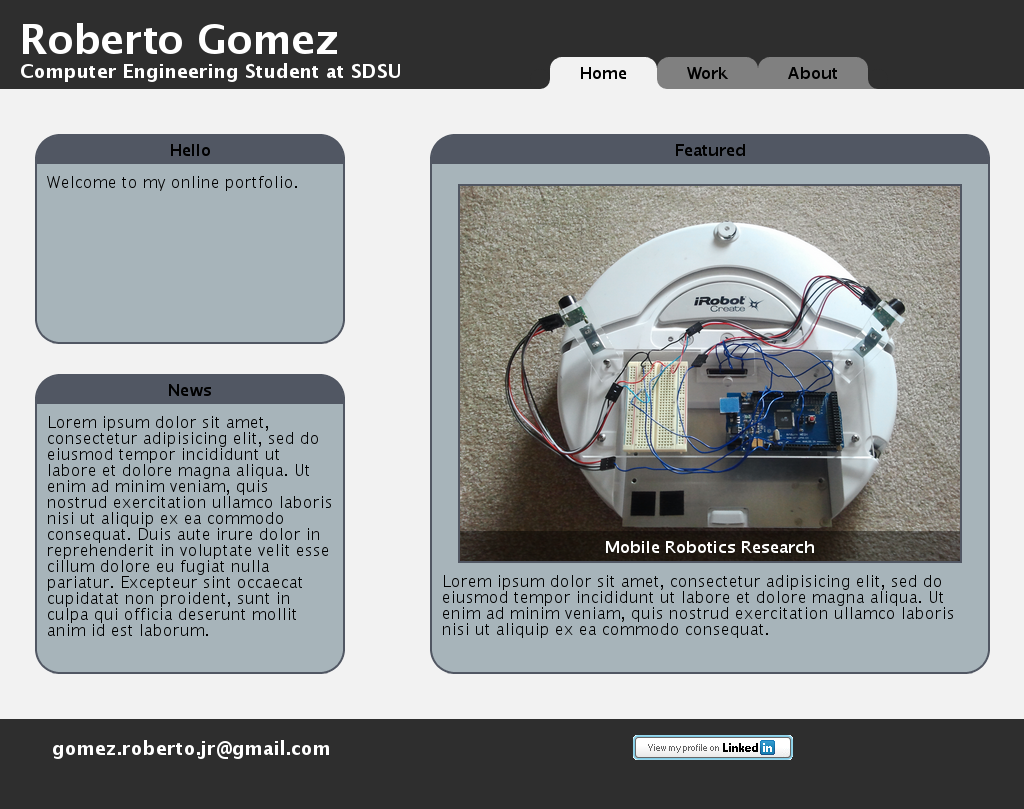 Roberto Gomez
Computer Engineering Student at SDSU
Home
Work
About
Hello
Welcome to my online portfolio.
News
Lorem ipsum dolor sit amet,
consectetur adipisicing elit, sed do
eiusmod tempor incididunt ut
labore et dolore magna aliqua. Ut
enim ad minim veniam, quis
nostrud exercitation ullamco laboris
nisi ut aliquip ex ea commodo
consequat. Duis aute irure dolor in
reprehenderit in voluptate velit esse
cillum dolore eu fugiat nulla
pariatur. Excepteur sint occaecat
cupidatat non proident, sunt in
culpa qui officia deserunt mollit
anim id est laborum.
Featured
iRobot
Create
Mobile Robotics Research
Lorem ipsum dolor sit amet, consectetur adipisicing elit, sed do
eiusmod tempor incididunt ut labore et dolore magna aliqua. Ut
enim ad minim veniam, quis nostrud exercitation ullamco laboris
nisi ut aliquip ex ea commodo consequat.
gomez.roberto.jr@gmail.com
View my profile on Linked in